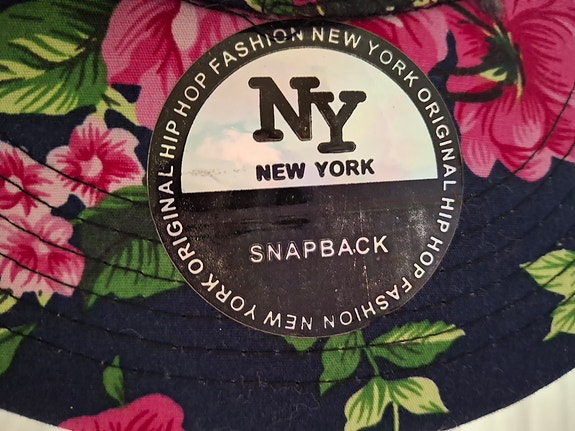 ORIGINAL HIP HOP FASHION NEW YORK ORIGINAL HIP HOP FASHION NEW YORK
NY
NEW YORK
SNAPBACK